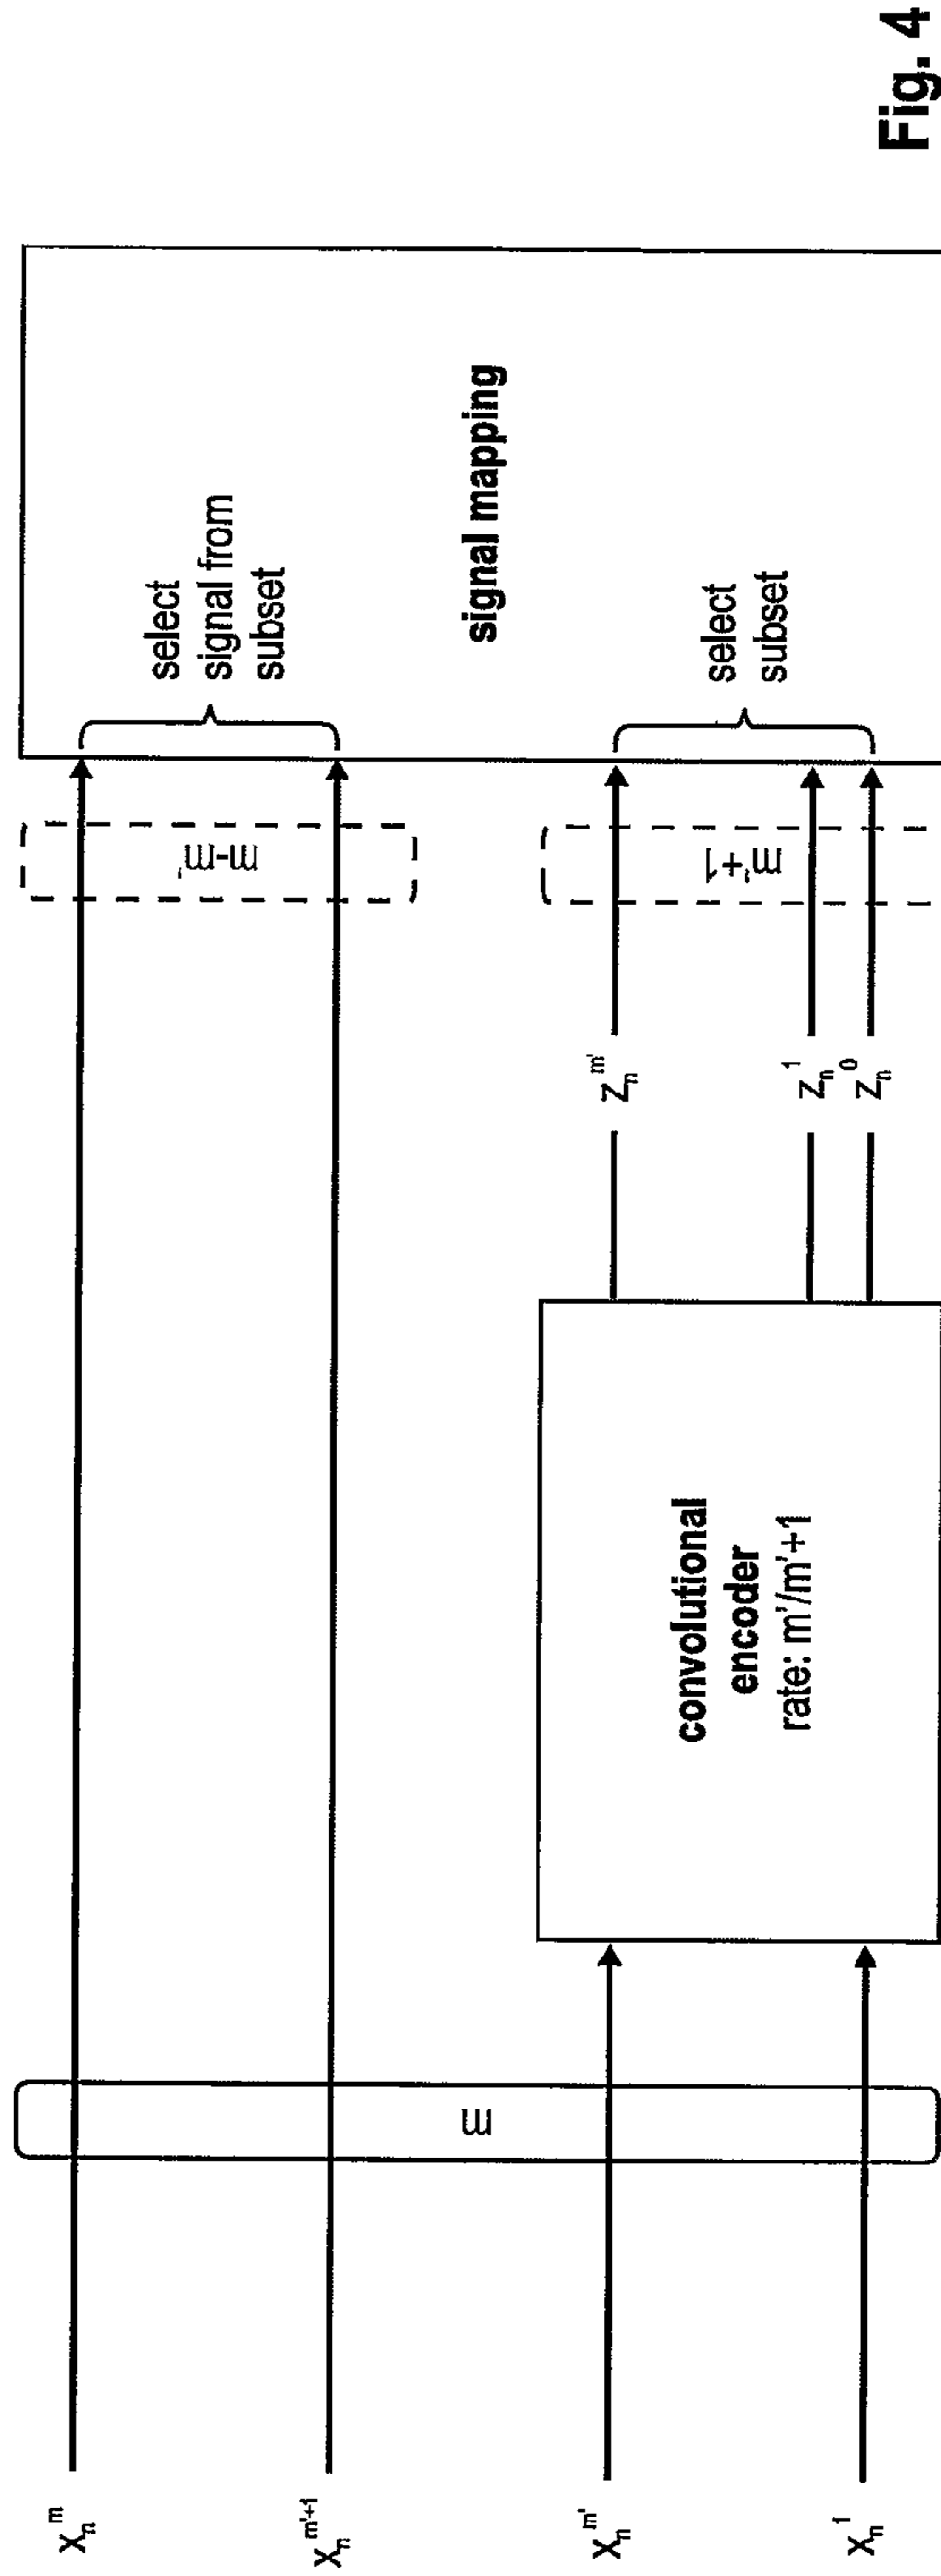 X_n^m
X_n^{m'+1}
X_n^{m'}
X_n^1
m
convolutional
encoder
rate: m'/m'+1
Z_n^{m'}
Z_n^1
Z_n^0
m-m'
m'+1
select
signal from
subset
select
subset
signal mapping
Fig. 4